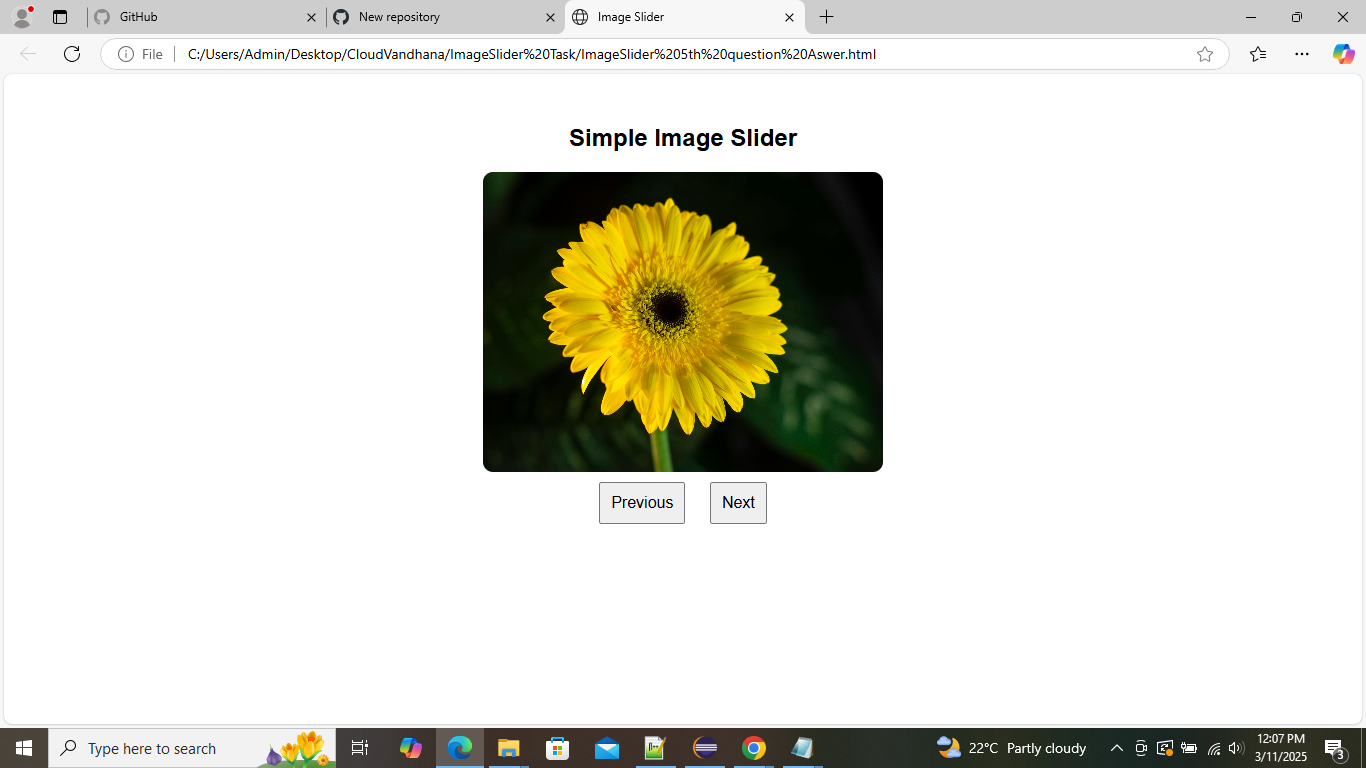 GitHub
New repository
Image Slider
File
C:/Users/Admin/Desktop/CloudVandhana/ImageSlider%20Task/ImageSlider%205th%20question%20Aswer.html
Simple Image Slider
Previous
Next
Type here to search
22°C Partly cloudy
12:07 PM
3/11/2025
3